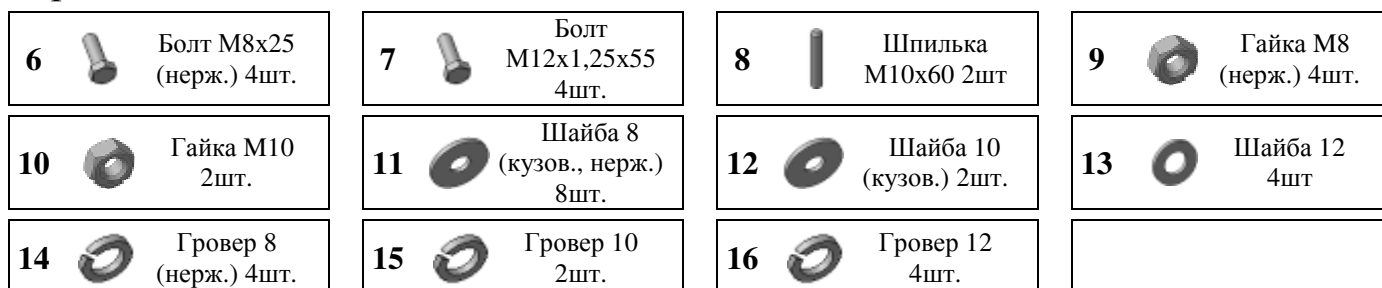 6
Болт М8х25
(нерж.) 4шт.
7
Болт
М12х1,25х55
4шт.
8
Шпилька
М10х60 2шт
9
Гайка М8
(нерж.) 4шт.
10
Гайка М10
2шт.
11
Шайба 8
(кузов., нерж.)
8шт.
12
Шайба 10
(кузов.) 2шт.
13
Шайба 12
4шт
14
Гровер 8
(нерж.) 4шт.
15
Гровер 10
2шт.
16
Гровер 12
4шт.